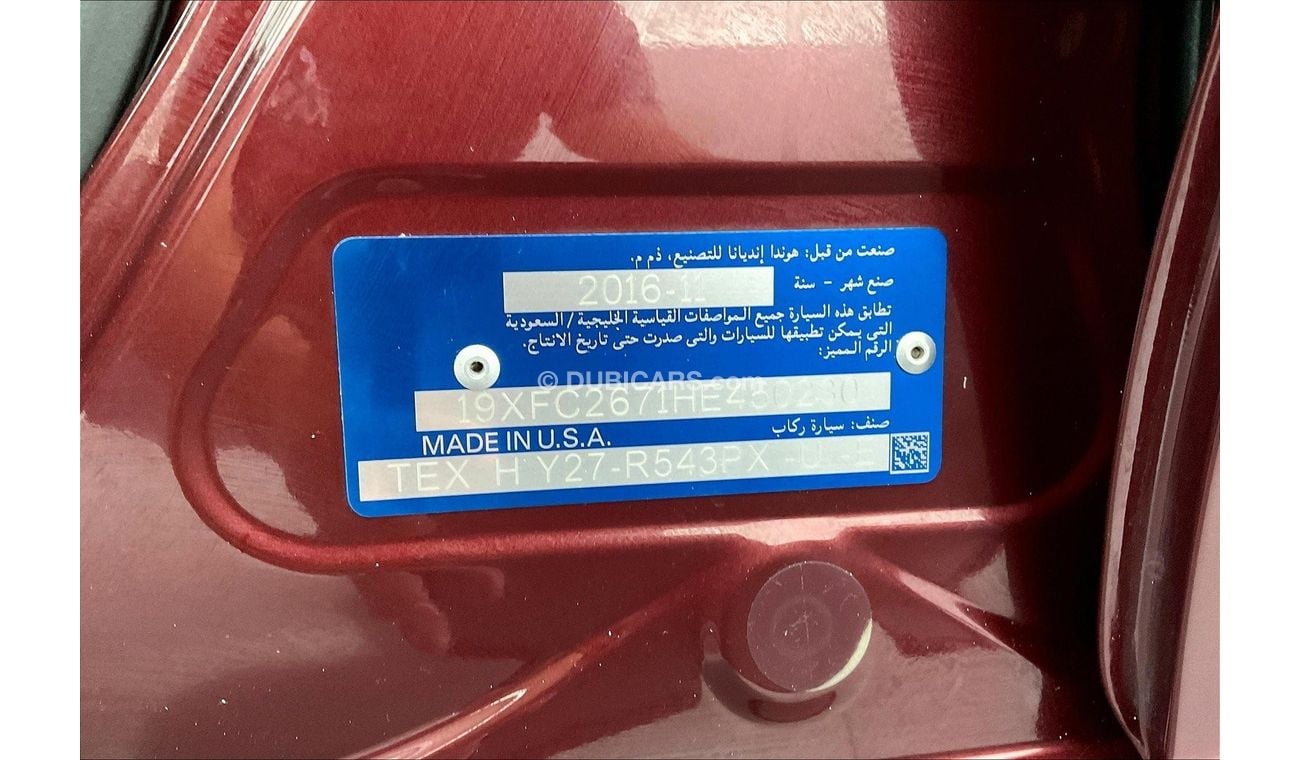 صنعت من قبل: هوندا إنديانا للتصنيع، ذم م.
صنع شهر - سنة 2016-11
تطابق هذه السيارة جميع المواصفات القياسية الخليجية / السعودية
التي يمكن تطبيقها للسيارات والتى صدرت حتى تاريخ الانتاج.
الرقم المميز:
© DUBICARS.com
19XFC2671HE450230
صنف: سيارة ركاب
MADE IN U.S.A.
TEX H Y27-R543PX -U -E